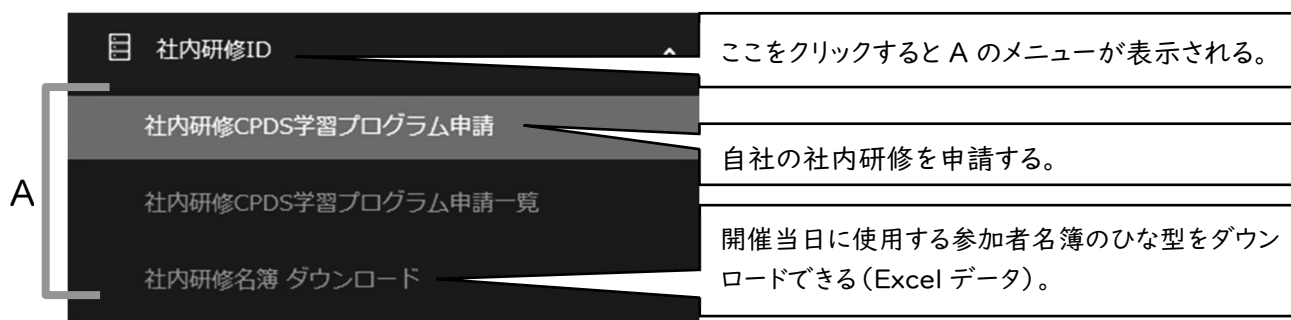 社内研修ID
ここをクリックすると A のメニューが表示される。
社内研修CPDS学習プログラム申請
自社の社内研修を申請する。
A
社内研修CPDS学習プログラム申請一覧
開催当日に使用する参加者名簿のひな型をダウン
ロードできる(Excel データ)。
社内研修名簿 ダウンロード